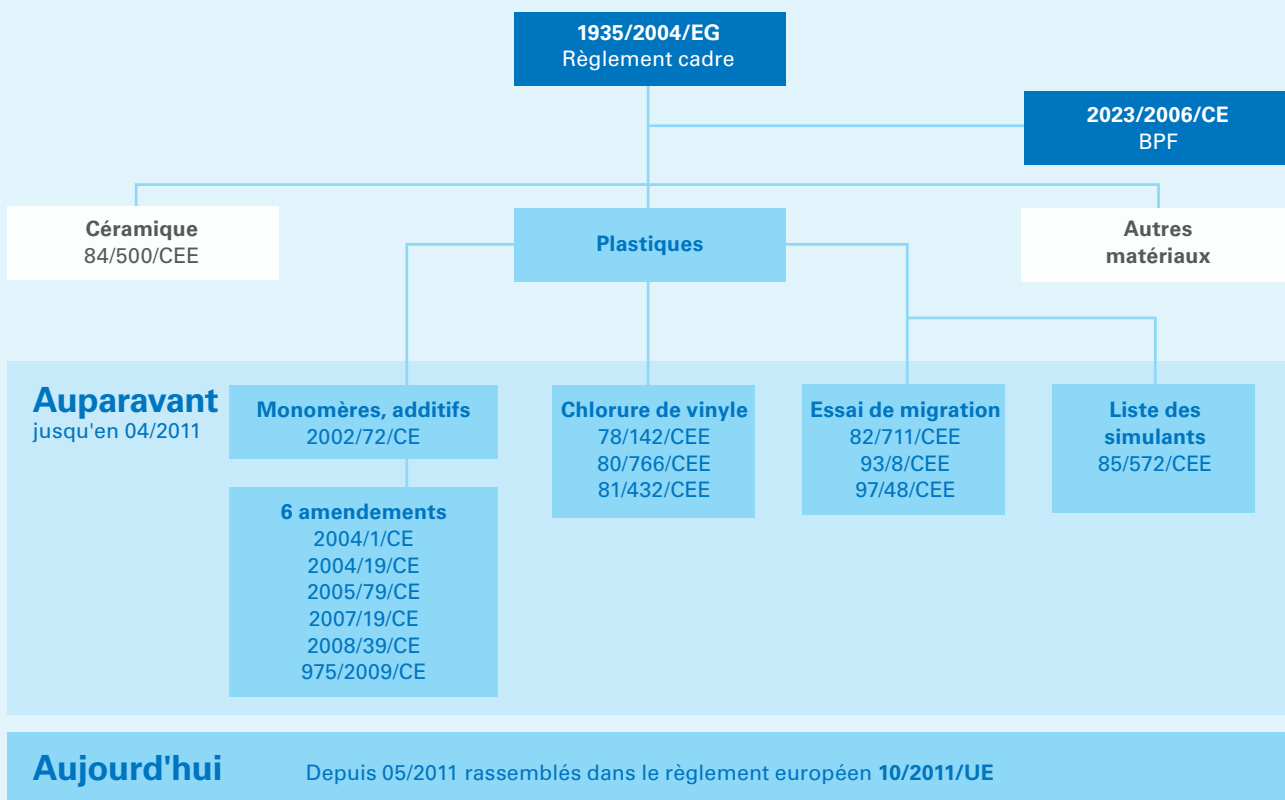 1935/2004/EG
Règlement cadre
2023/2006/CE
BPF
Céramique
84/500/CEE
Plastiques
Autres
matériaux
Auparavant
jusqu'en 04/2011
Monomères, additifs
2002/72/CE
6 amendements
2004/1/CE
2004/19/CE
2005/79/CE
2007/19/CE
2008/39/CE
975/2009/CE
Chlorure de vinyle
78/142/CEE
80/766/CEE
81/432/CEE
Essai de migration
82/711/CEE
93/8/CEE
97/48/CEE
Liste des
simulants
85/572/CEE
Aujourd'hui
Depuis 05/2011 rassemblés dans le règlement européen 10/2011/UE